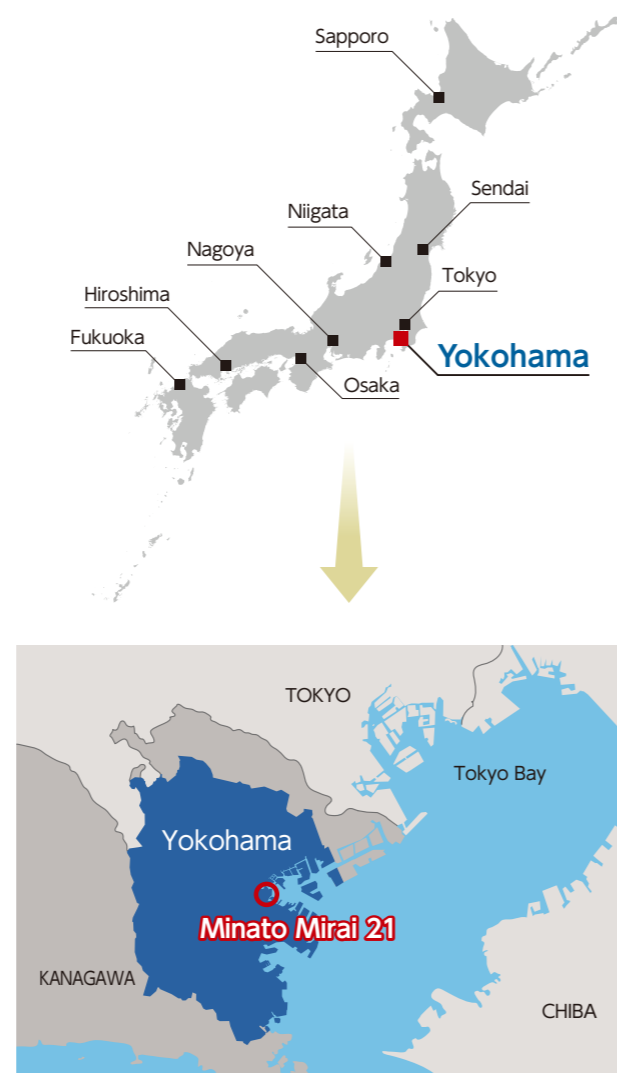 Sapporo
Sendai
Niigata
Nagoya
Tokyo
Hiroshima
Fukuoka
Yokohama
Osaka
TOKYO
Tokyo Bay
Yokohama
Minato Mirai 21
KANAGAWA
CHIBA